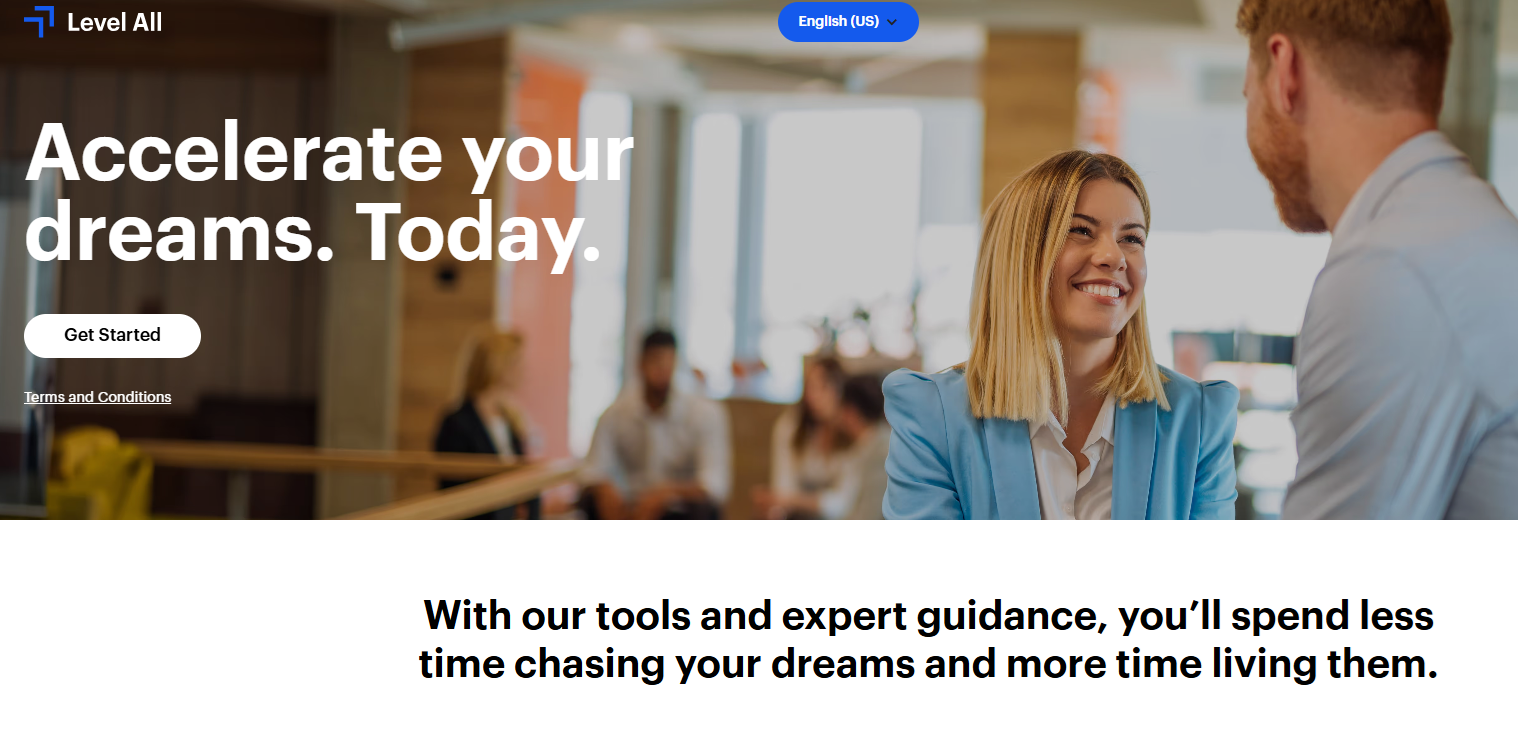 Level All
English (US)
Accelerate your
dreams. Today.
Get Started
Terms and Conditions
With our tools and expert guidance, you’ll spend less
time chasing your dreams and more time living them.